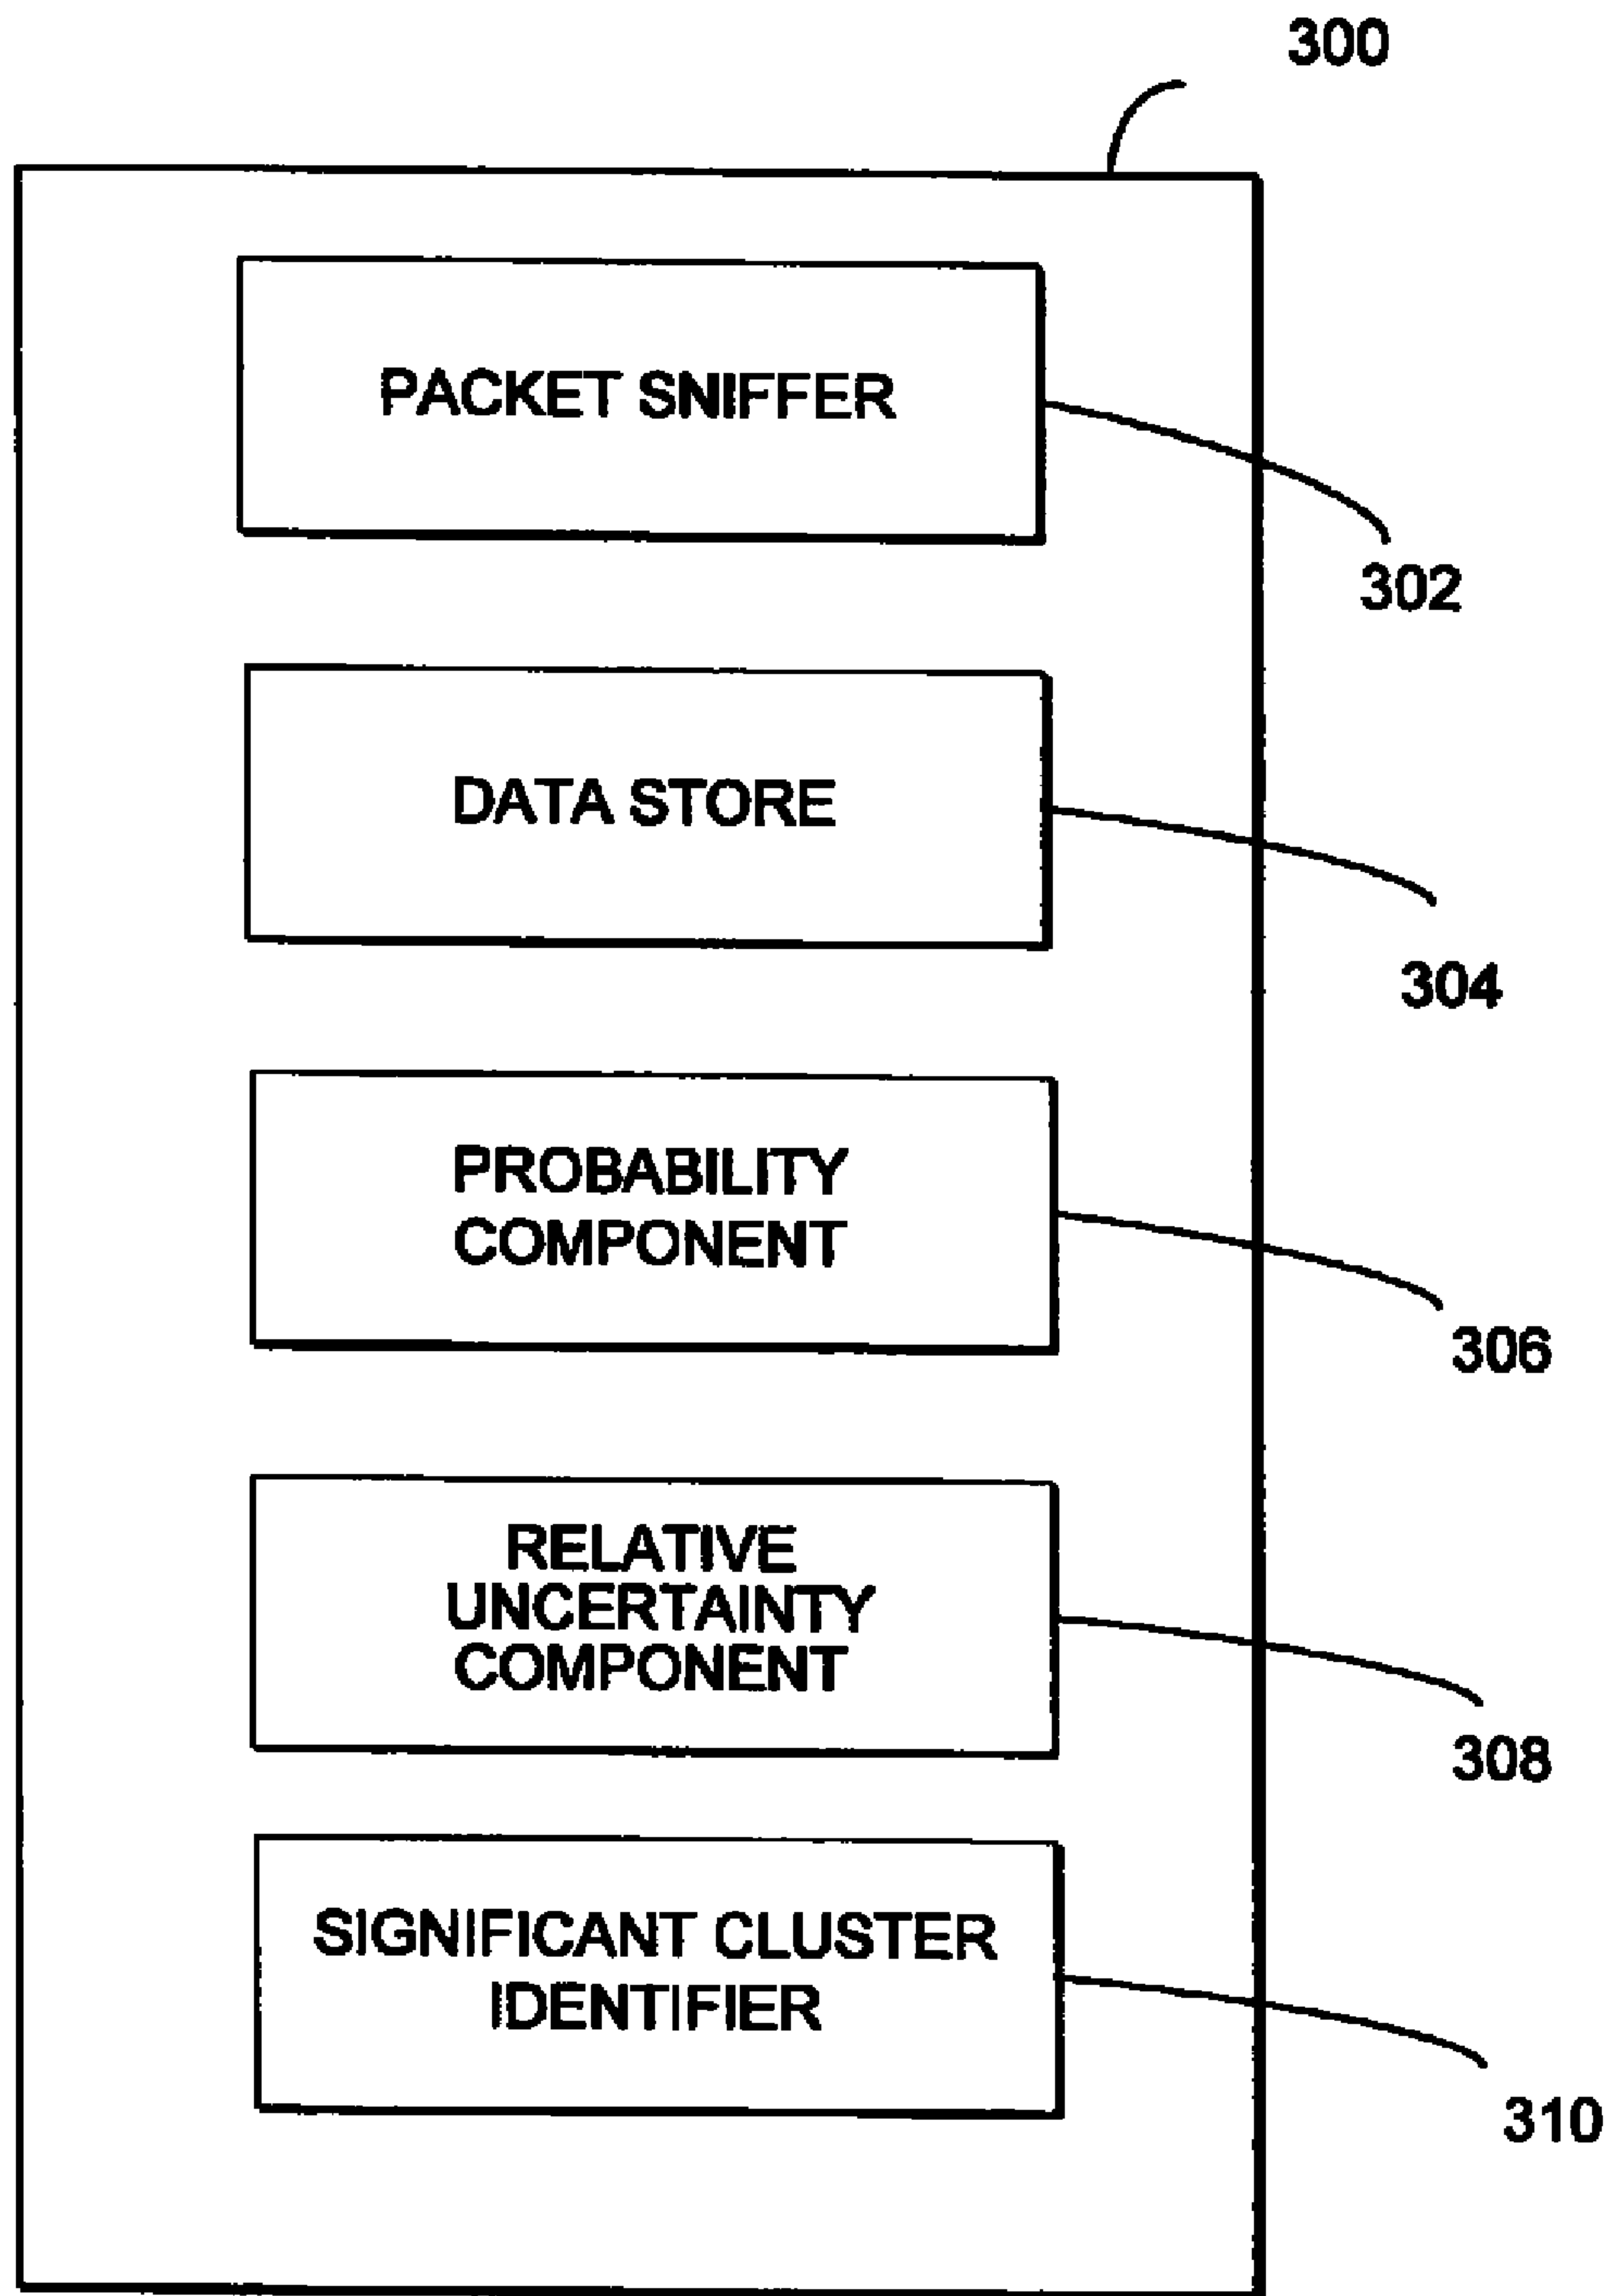 300
PACKET SNIFFER
302
DATA STORE
304
PROBABILITY
COMPONENT
306
RELATIVE
UNCERTAINTY
COMPONENT
308
SIGNIFICANT CLUSTER
IDENTIFIER
310